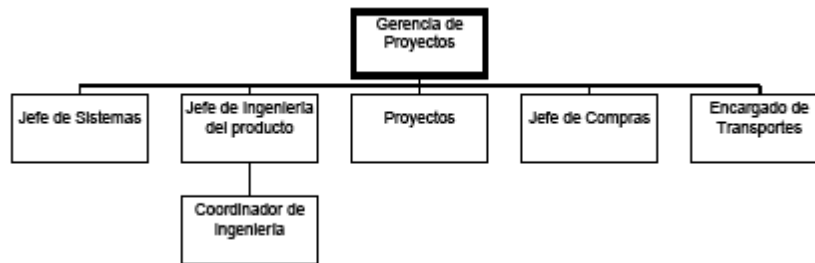 Gerencia de
Proyectos
Jefe de Sistemas
Jefe de Ingenieria
del producto
Proyectos
Jefe de Compras
Encargado de
Transportes
Coordinador de
Ingenieria